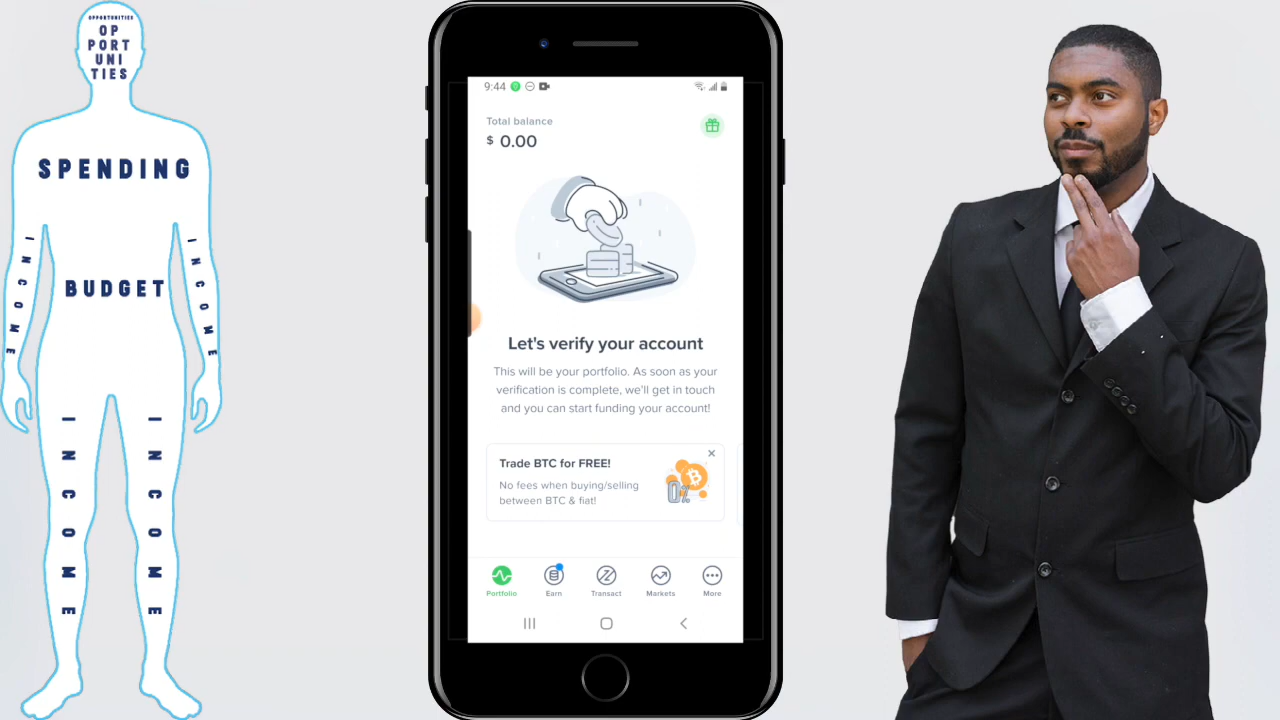 OPPORTUNITIES
OP
PORT
UNI
TIES
SPENDING
INCOME
INCOME
BUDGET
INCOME
INCOME
9:44
Total balance
$ 0.00
Let's verify your account
This will be your portfolio. As soon as your
verification is complete, we'll get in touch
and you can start funding your account!
Trade BTC for FREE!
No fees when buying/selling
between BTC & fiat!
0%
Portfolio
Earn
Transact
Markets
More